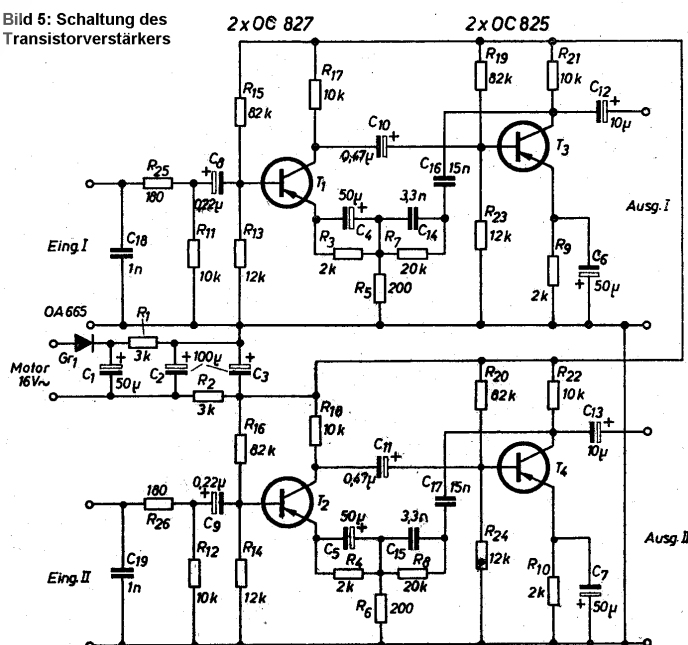 Bild 5: Schaltung des
Transistorverstärkers
2x OC 827
2x OC 825
R15
82k
R17
10k
R19
82k
R21
10k
C12
+
10µ
C10
+
0,47µ
T3
R25
180
C8
+
0,22µ
T1
C16
15n
50µ
+
C4
3,3n
C14
R23
12k
Ausg. I
Eing. I
C18
1n
R11
10k
R13
12k
R3
2k
R7
20k
R5
200
R9
2k
C6
+
50µ
OA 665
R1
3k
Gr1
Motor
16V~
+
C1
50µ
+
C2
100µ
+
C3
R2
3k
R16
82k
R18
10k
R20
82k
R22
10k
C13
+
10µ
C11
+
0,47µ
T4
180
R26
0,22µ
+
C9
T2
C17
15n
50µ
+
C5
3,3n
C15
R24
12k
Ausg. II
Eing. II
C19
1n
R12
10k
R14
12k
R4
2k
R8
20k
R6
200
R10
2k
C7
+
50µ